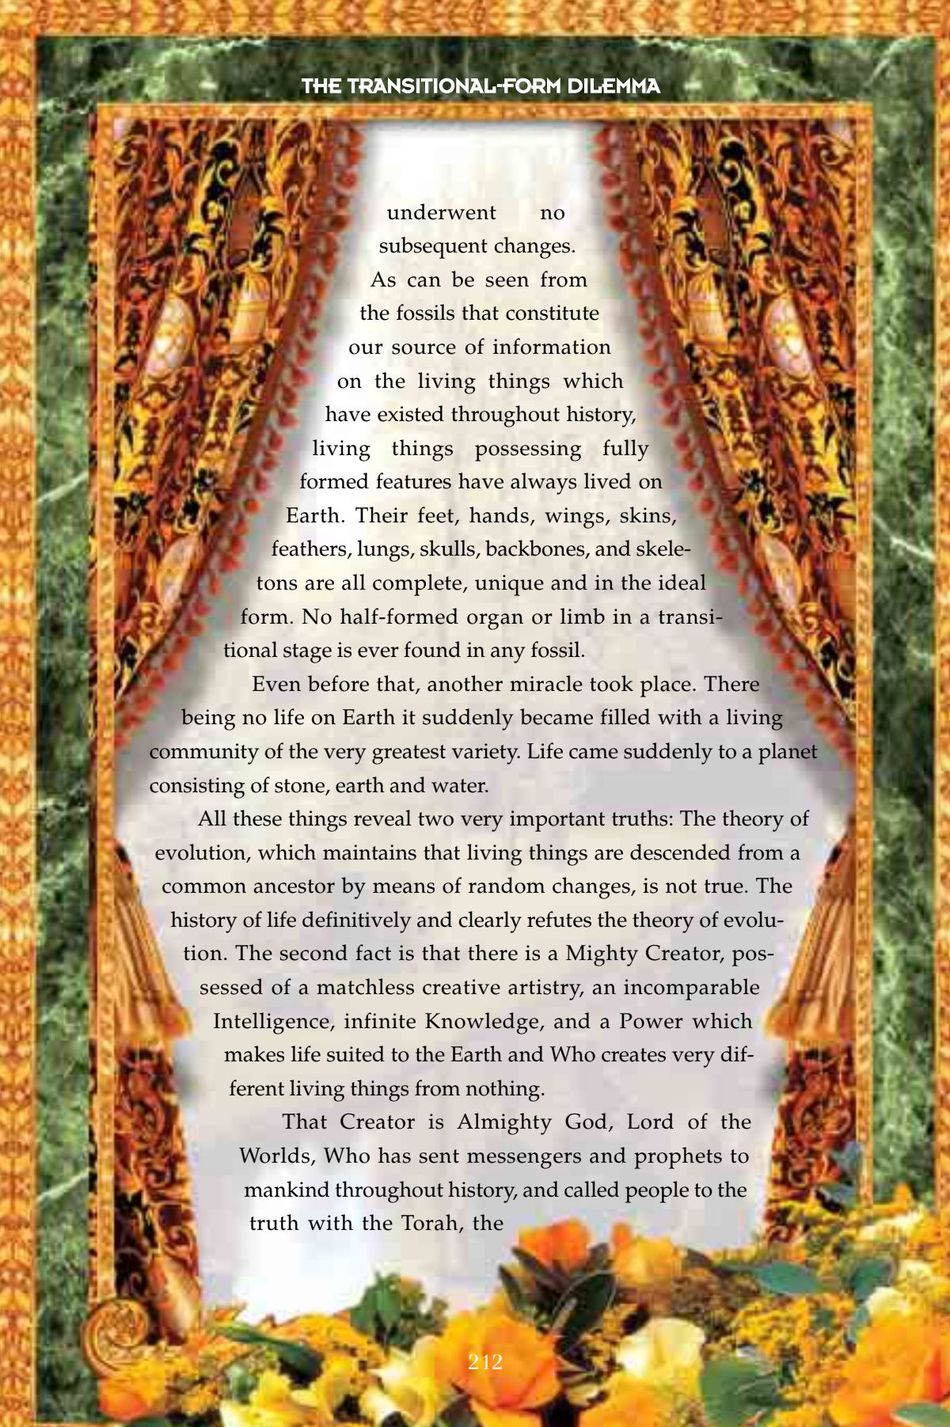 THE TRANSITIONAL-FORM DILEMMA
underwent no
subsequent changes.
As can be seen from
the fossils that constitute
our source of information
on the living things which
have existed throughout history,
living things possessing fully
formed features have always lived on
Earth. Their feet, hands, wings, skins,
feathers, lungs, skulls, backbones, and skele-
tons are all complete, unique and in the ideal
form. No half-formed organ or limb in a transi-
tional stage is ever found in any fossil.
Even before that, another miracle took place. There
being no life on Earth it suddenly became filled with a living
community of the very greatest variety. Life came suddenly to a planet
consisting of stone, earth and water.
All these things reveal two very important truths: The theory of
evolution, which maintains that living things are descended from a
common ancestor by means of random changes, is not true. The
history of life definitively and clearly refutes the theory of evolu-
tion. The second fact is that there is a Mighty Creator, pos-
sessed of a matchless creative artistry, an incomparable
Intelligence, infinite Knowledge, and a Power which
makes life suited to the Earth and Who creates very dif-
ferent living things from nothing.
That Creator is Almighty God, Lord of the
Worlds, Who has sent messengers and prophets to
mankind throughout history, and called people to the
truth with the Torah, the
212